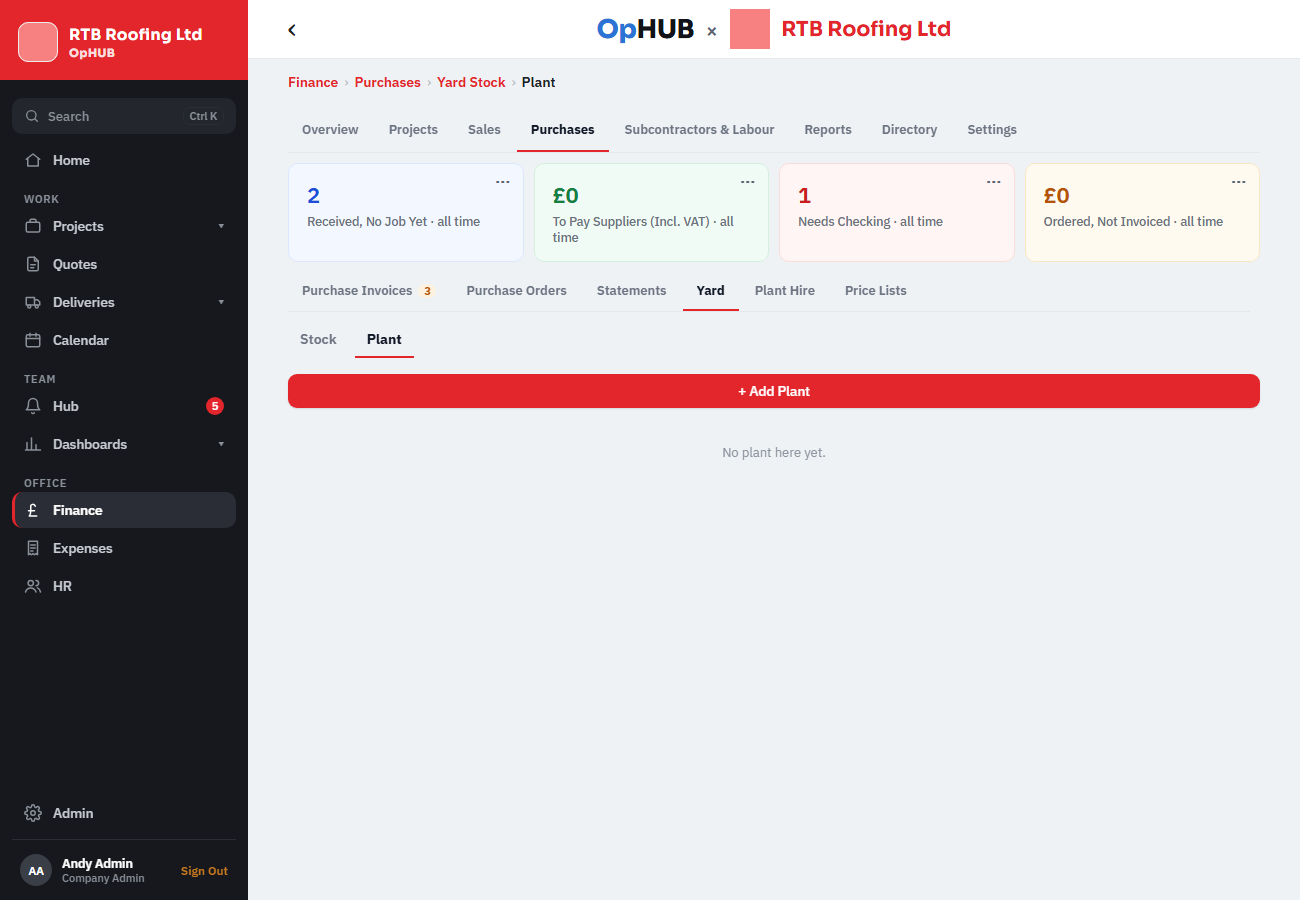 RTB Roofing Ltd
OpHUB
Search
Ctrl K
Home
WORK
Projects
Quotes
Deliveries
Calendar
TEAM
Hub
5
Dashboards
OFFICE
Finance
Expenses
HR
Admin
AA
Andy Admin
Company Admin
Sign Out
OpHUB × RTB Roofing Ltd
Finance › Purchases › Yard Stock › Plant
Overview
Projects
Sales
Purchases
Subcontractors & Labour
Reports
Directory
Settings
2
Received, No Job Yet · all time
£0
To Pay Suppliers (Incl. VAT) · all
time
1
Needs Checking · all time
£0
Ordered, Not Invoiced · all time
Purchase Invoices 3
Purchase Orders
Statements
Yard
Plant Hire
Price Lists
Stock
Plant
+ Add Plant
No plant here yet.